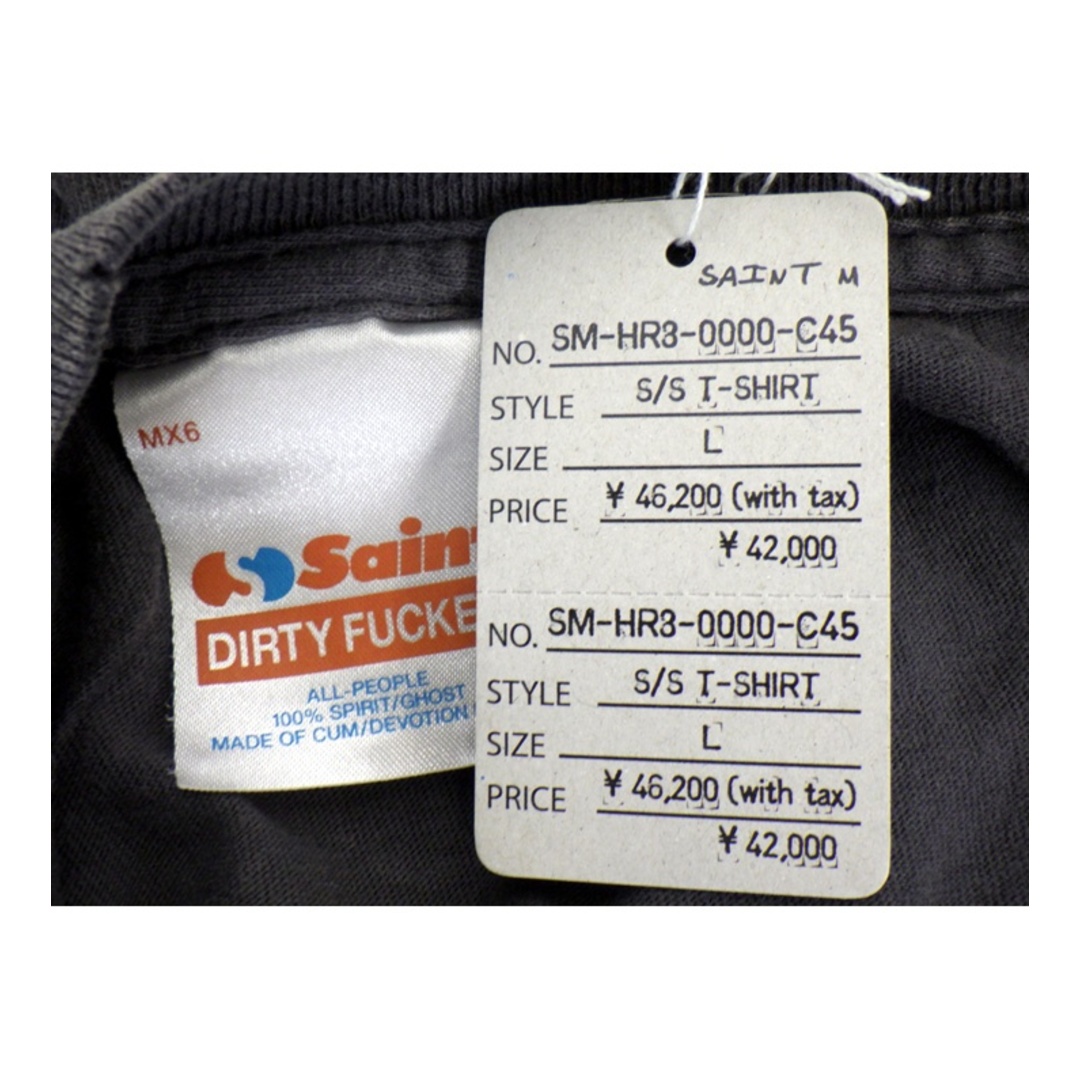 MX6
DIRTY
ALL-PEOPLE
100% SPIRIT/GHOST
MADE OF CUM/DEVOTION
SAINT M
NO. SM-HR3-0000-C45
STYLE S/S T-SHIRT
SIZE L
PRICE ¥ 46,200 (with tax)
¥ 42,000
NO. SM-HR3-0000-C45
STYLE S/S T-SHIRT
SIZE L
PRICE ¥ 46,200 (with tax)
¥ 42,000